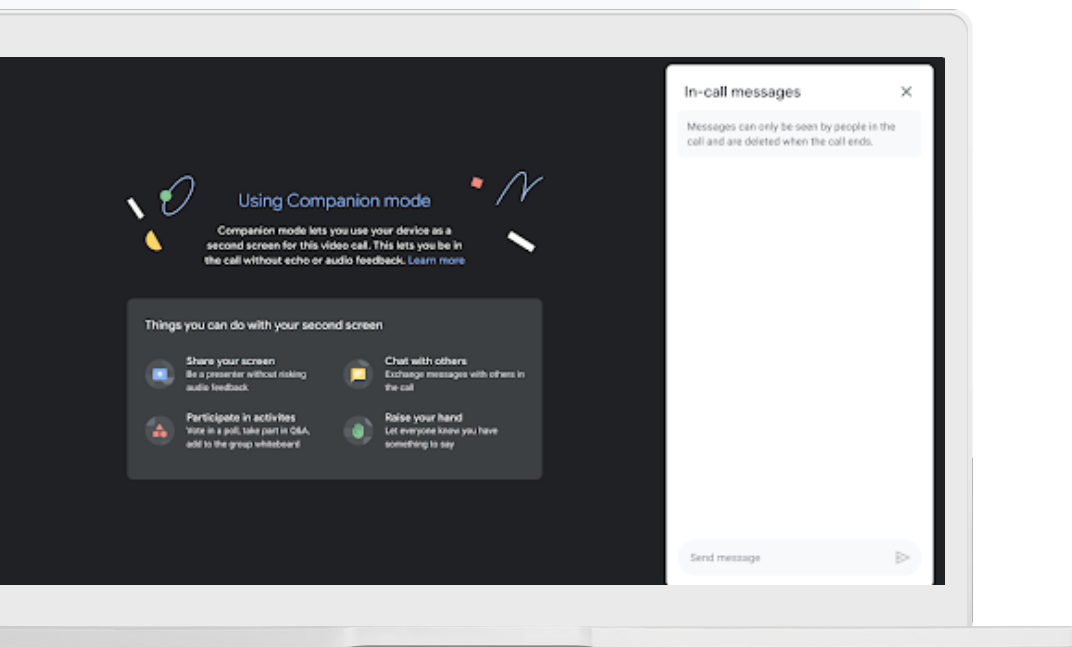 Using Companion mode
Companion mode lets you use your device as a
second screen for this video call. This lets you be in
the call without echo or audio feedback. Learn more
Things you can do with your second screen
Share your screen
Be a presenter without risking
audio feedback
Chat with others
Exchange messages with others in
the call
Participate in activites
Vote in a poll, take part in Q&A,
add to the group whiteboard
Raise your hand
Let everyone know you have
something to say
In-call messages
Messages can only be seen by people in the
call and are deleted when the call ends.
Send message